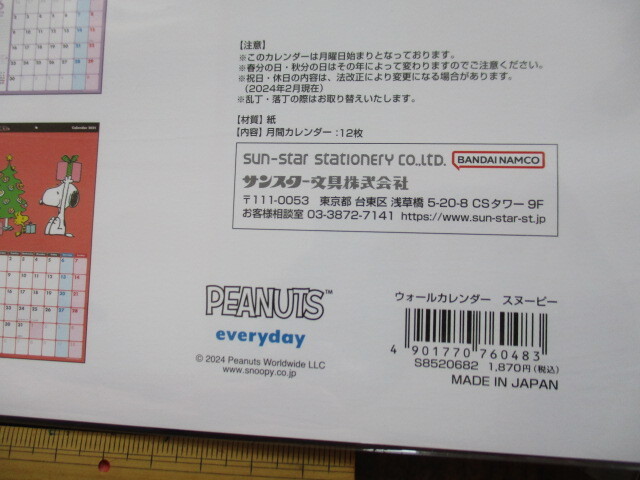 【注意】
※このカレンダーは月曜日始まりとなっております。
※春分の日・秋分の日はその年によって変わりますのでご注意ください。
※祝日・休日の内容は、法改正により変更になる場合があります。
(2024年2月現在)
※乱丁・落丁の際はお取り替えいたします。
【材質】紙
【内容】月間カレンダー:12枚
sun-star stationery co.,ltd. BANDAI NAMCO
サンスター文具株式会社
〒111-0053 東京都 台東区 浅草橋 5-20-8 CSタワー 9F
お客様相談室 03-3872-7141 https://www.sun-star-st.jp
PEANUTS™
everyday
© 2024 Peanuts Worldwide LLC
www.snoopy.co.jp
ウォールカレンダー スヌーピー
4 901770 760483
S8520682 1,870円(税込)
MADE IN JAPAN